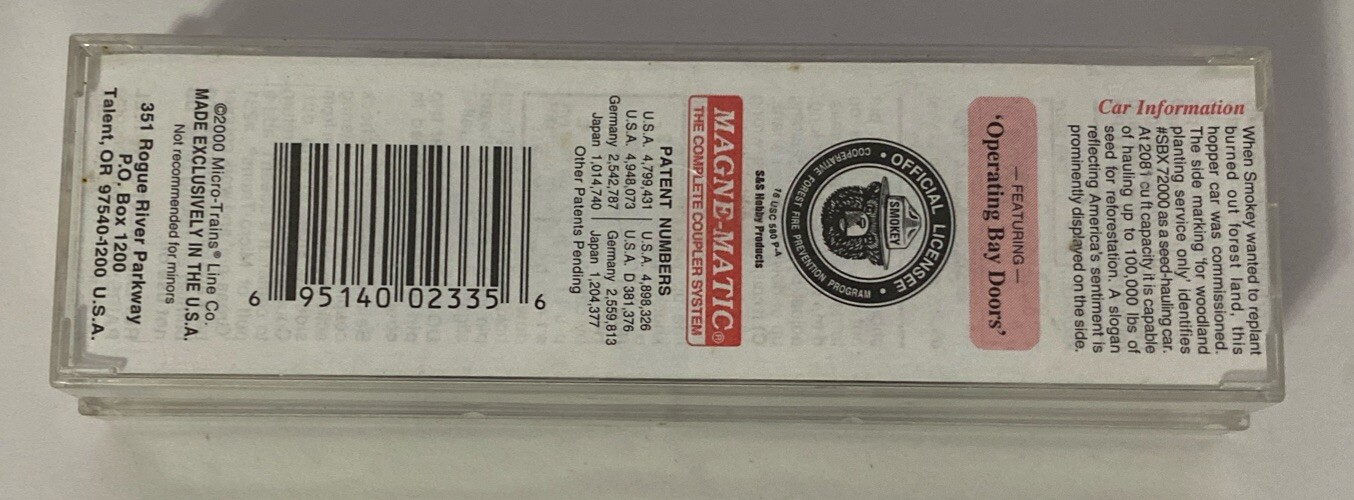 Car Information
When Smokey wanted to replant
burned out forest land, this
hopper car was commissioned.
The side marking 'for woodland
planting service only' identifies
#SBX 72000 as a seed-hauling car.
At 2081 cu ft capacity it is capable
of hauling up to 100,000 lbs of
seed for reforestation. A slogan
reflecting America's sentiment is
prominently displayed on the side.
— FEATURING —
'Operating Bay Doors'
• OFFICIAL LICENSEE •
SMOKEY
COOPERATIVE FOREST FIRE PREVENTION PROGRAM
16 USC 580 P-A
S&S Hobby Products
MAGNE-MATIC®
THE COMPLETE COUPLER SYSTEM
PATENT NUMBERS
U.S.A. 4,799,431 | U.S.A. 4,898,326
U.S.A. 4,948,073 | U.S.A. D 381,376
Germany 2,542,787 | Germany 2,559,813
Japan 1,014,740 | Japan 1,204,377
Other Patents Pending
6 95140 02335 6
©2000 Micro-Trains® Line Co.
MADE EXCLUSIVELY IN THE U.S.A.
Not recommended for minors
351 Rogue River Parkway
P.O. Box 1200
Talent, OR 97540-1200 U.S.A.